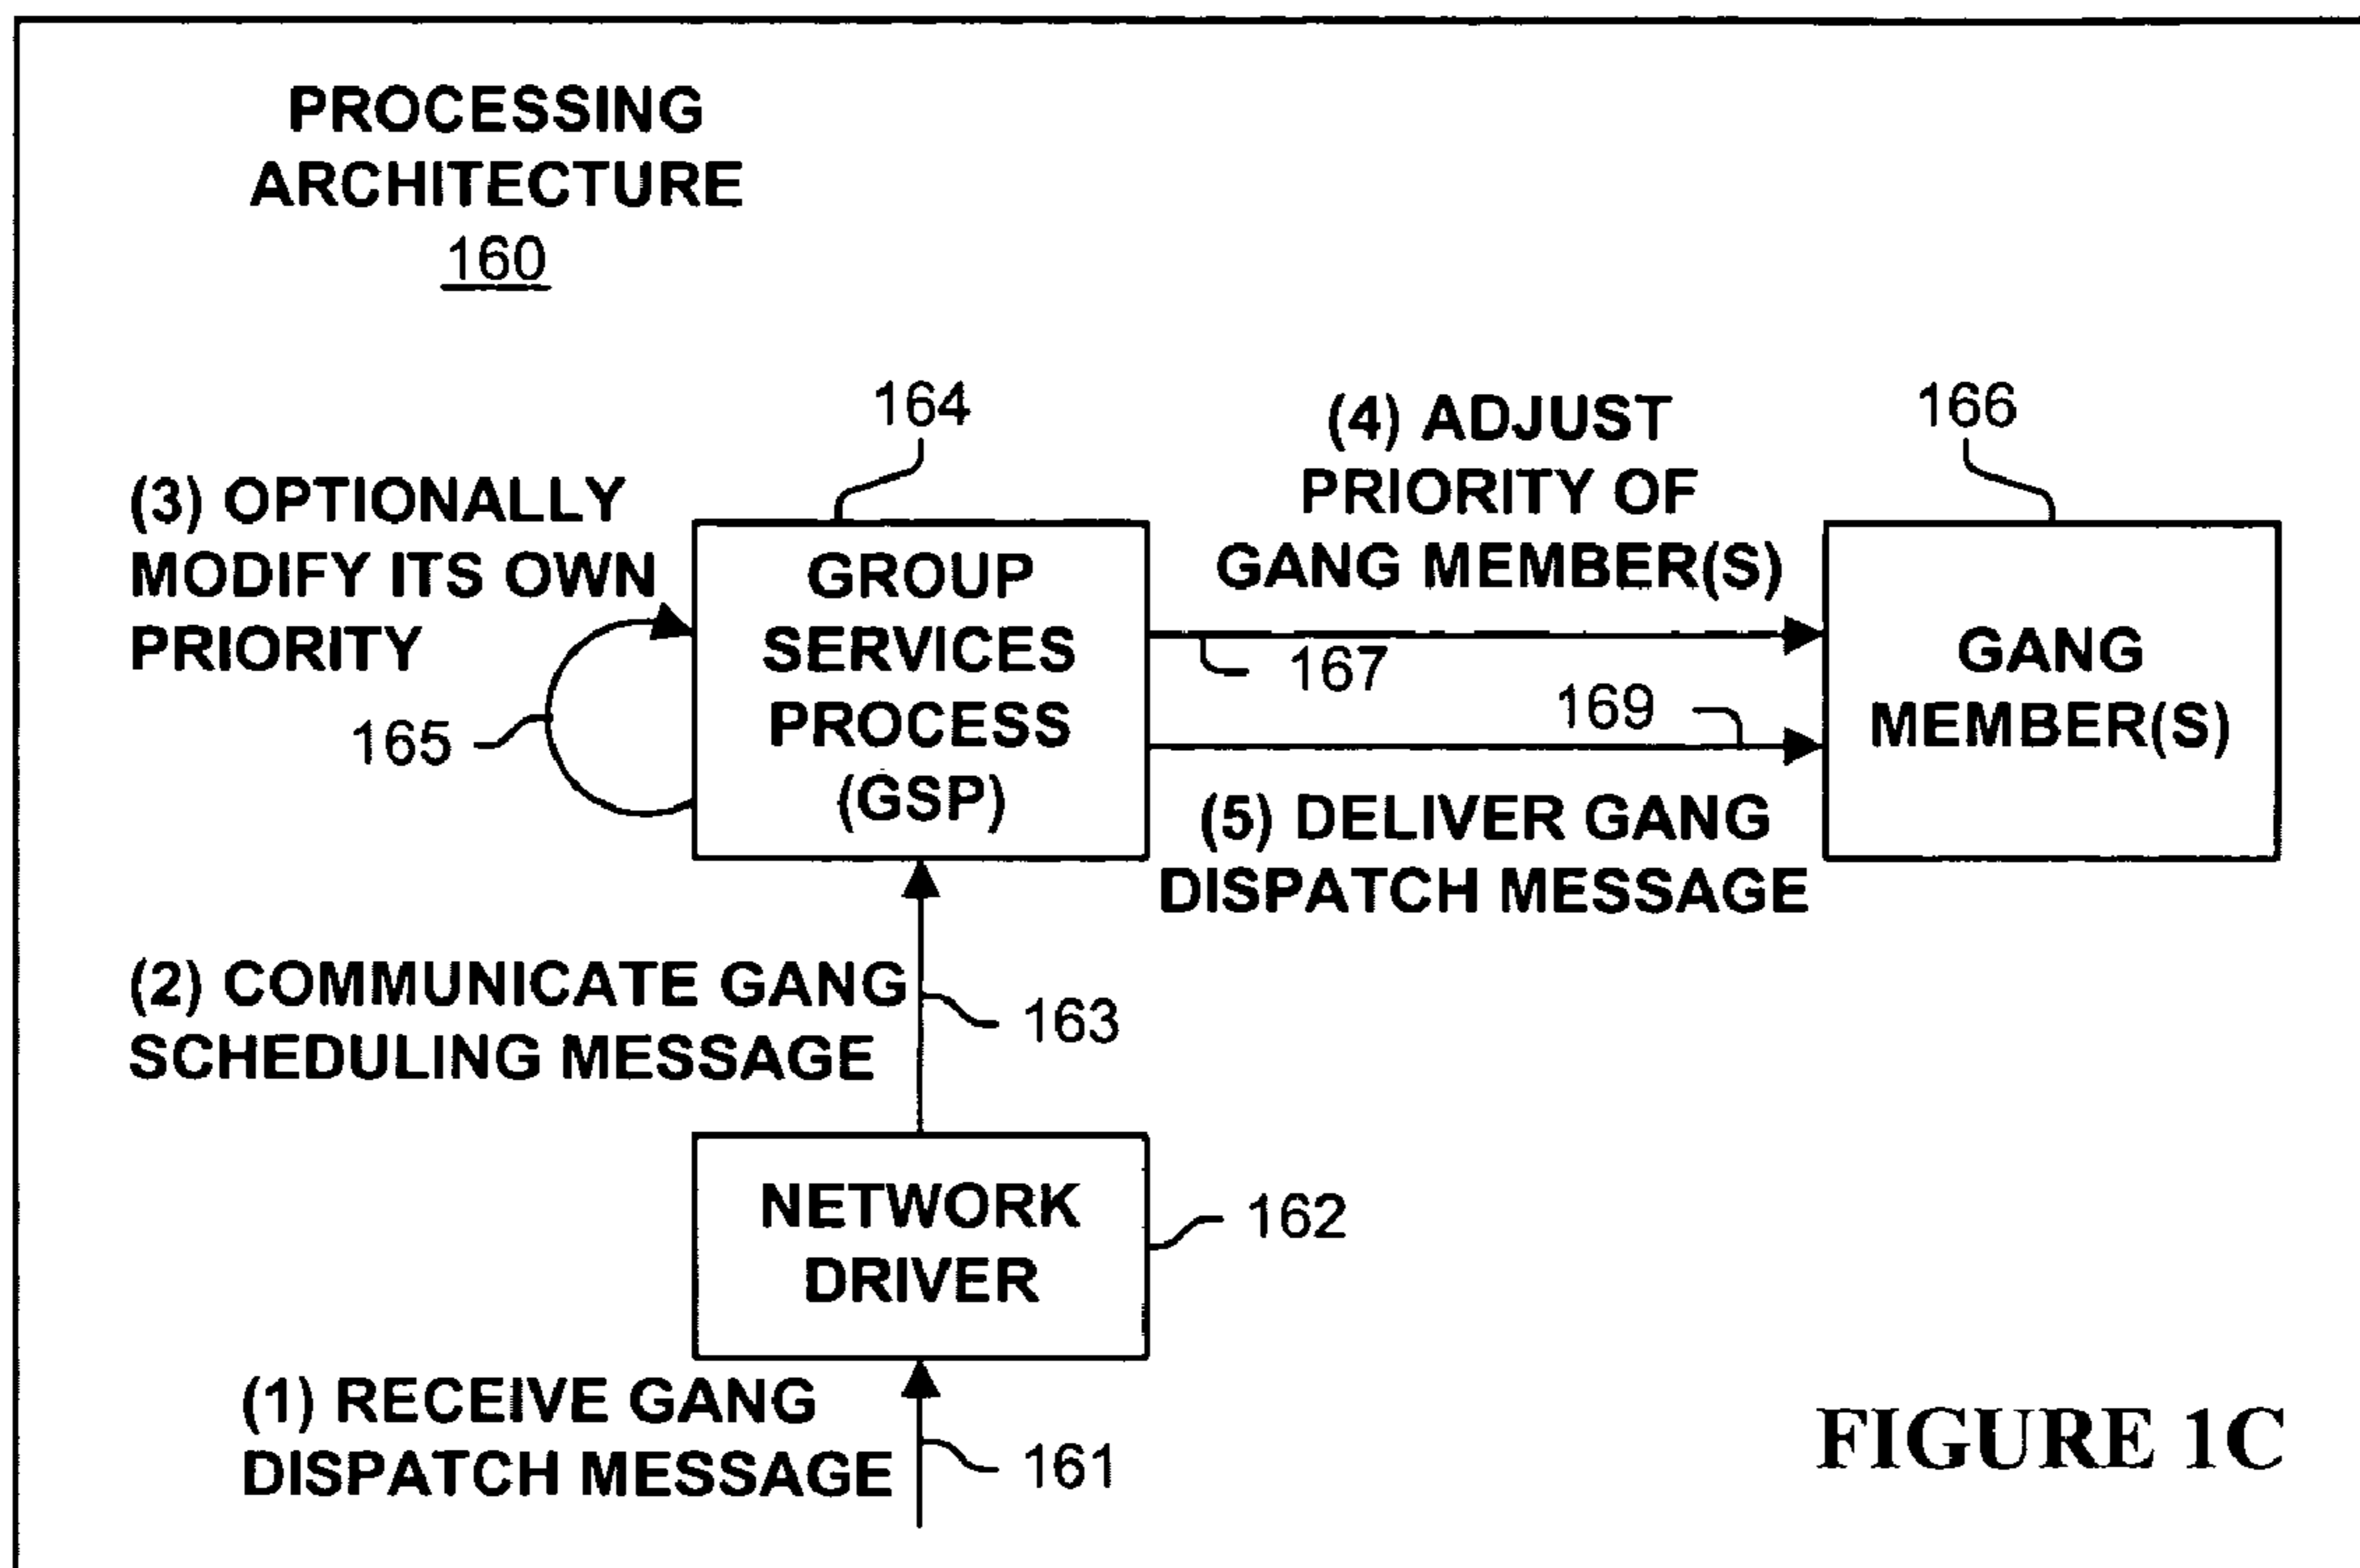 PROCESSING
ARCHITECTURE
160
164
(4) ADJUST
PRIORITY OF
GANG MEMBER(S)
166
(3) OPTIONALLY
MODIFY ITS OWN
PRIORITY
165
GROUP
SERVICES
PROCESS
(GSP)
167
169
GANG
MEMBER(S)
(5) DELIVER GANG
DISPATCH MESSAGE
(2) COMMUNICATE GANG
SCHEDULING MESSAGE
163
NETWORK
DRIVER
162
(1) RECEIVE GANG
DISPATCH MESSAGE
161
FIGURE 1C